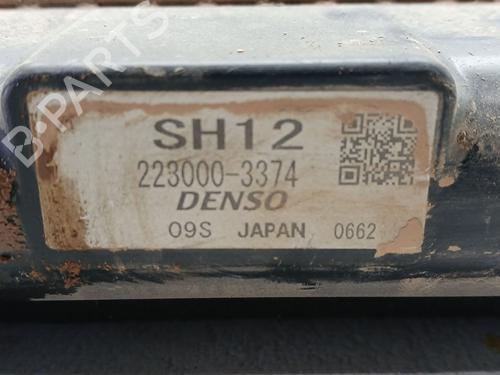 B-PARTS
SH12
223000-3374
DENSO
09S JAPAN 0662